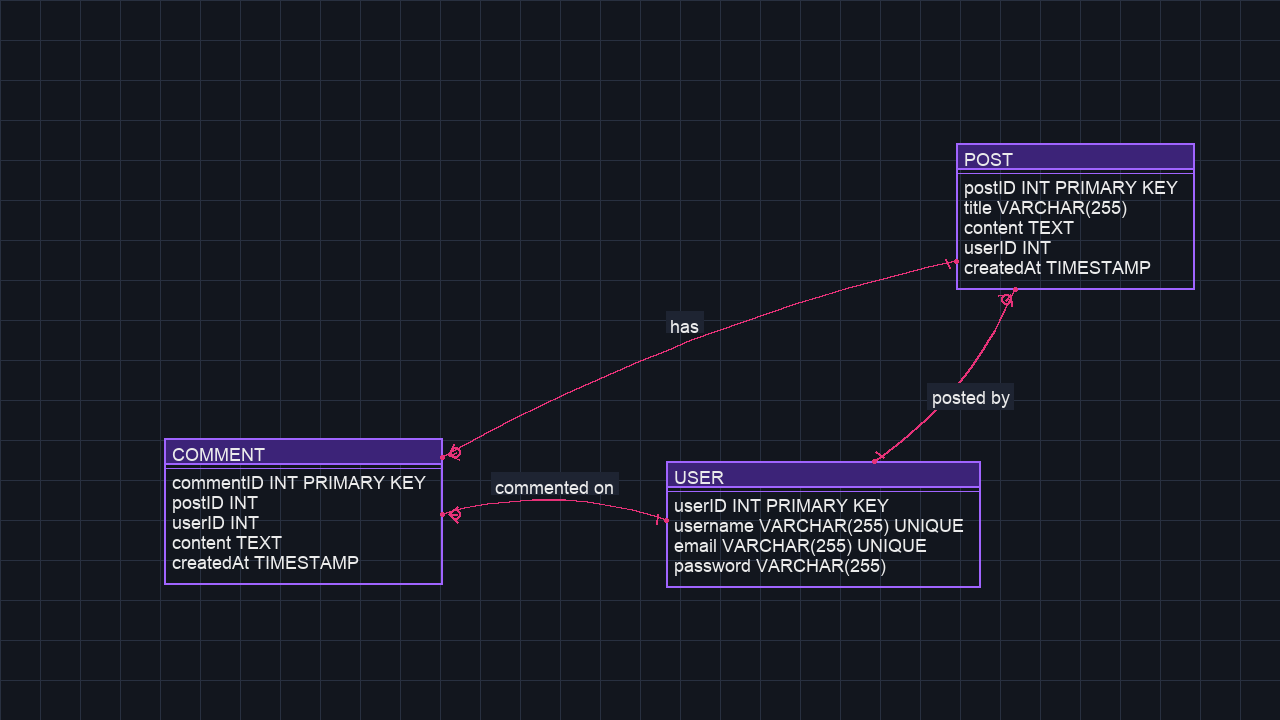 POST
postID INT PRIMARY KEY
title VARCHAR(255)
content TEXT
userID INT
createdAt TIMESTAMP
has
posted by
COMMENT
commentID INT PRIMARY KEY
postID INT
userID INT
content TEXT
createdAt TIMESTAMP
commented on
USER
userID INT PRIMARY KEY
username VARCHAR(255) UNIQUE
email VARCHAR(255) UNIQUE
password VARCHAR(255)